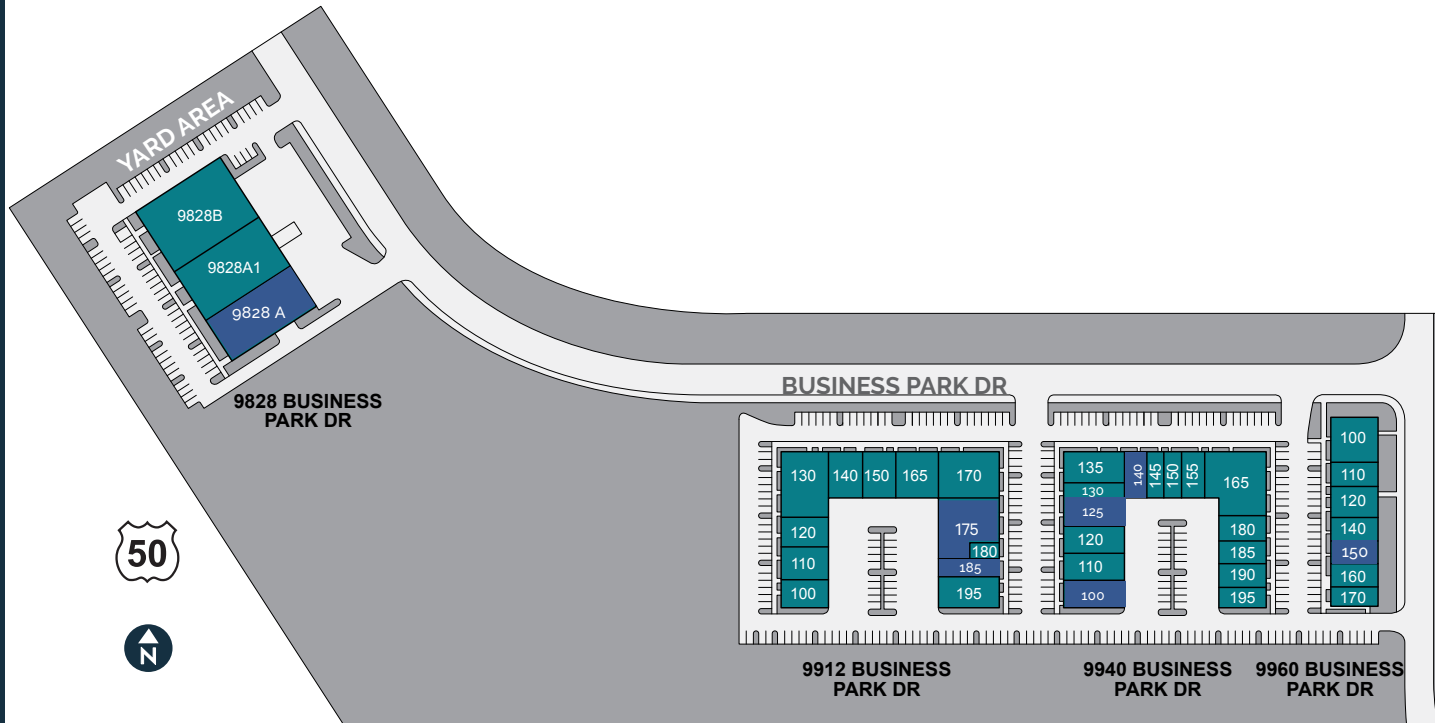 YARD AREA
9828B
9828A1
9828 A
9828 BUSINESS
PARK DR
BUSINESS PARK DR
130
140
150
165
170
120
110
100
175
180
185
195
9912 BUSINESS
PARK DR
135
130
125
120
110
100
140
145
150
155
165
180
185
190
195
9940 BUSINESS
PARK DR
100
110
120
140
150
160
170
9960 BUSINESS
PARK DR
50
N